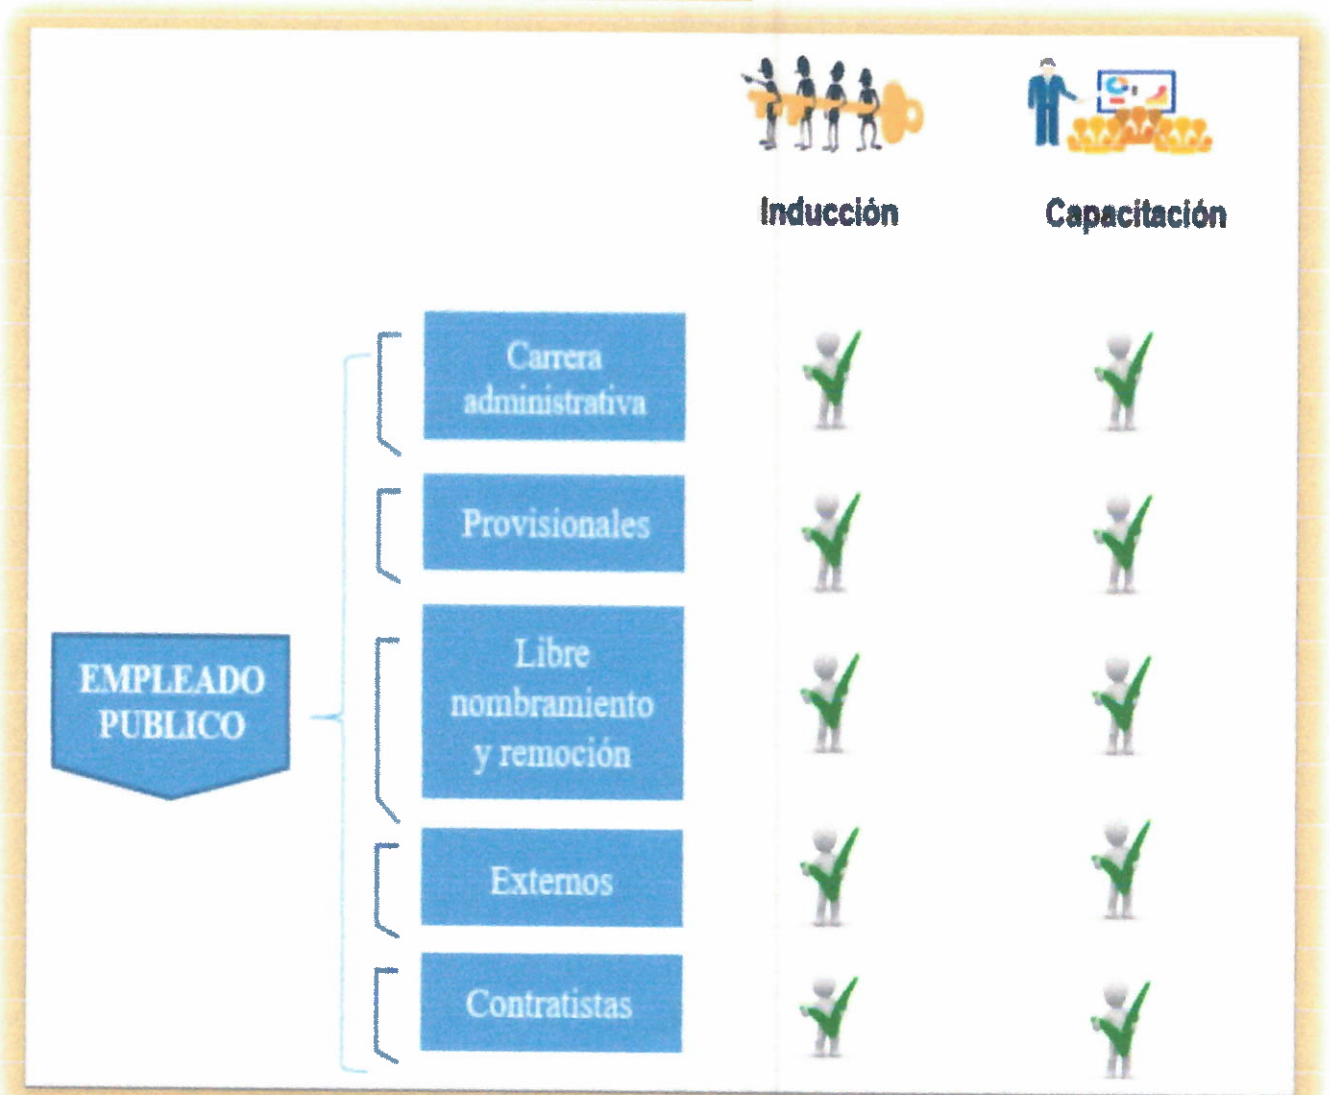 Inducción
Capacitación
Carrera
administrativa
Provisionales
EMPLEADO
PUBLICO
Libre
nombramiento
y remoción
Externos
Contratistas